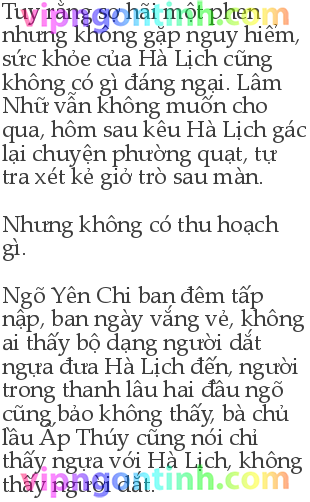 Tuy rằng sợ hãi một phen
vipngontinh.com
nhưng không gặp nguy hiểm,
sức khỏe của Hà Lịch cũng
không có gì đáng ngại. Lâm
Nhữ vẫn không muốn cho
qua, hôm sau kêu Hà Lịch gác
lại chuyện phường quạt, tự
tra xét kẻ giở trò sau màn.
Nhưng không có thu hoạch
gì.
Ngõ Yên Chi ban đêm tấp
nập, ban ngày vắng vẻ, không
ai thấy bộ dạng người dắt
ngựa đưa Hà Lịch đến, người
trong thanh lâu hai đầu ngõ
cũng bảo không thấy, bà chủ
lầu Ấp Thúy cũng nói chỉ
thấy ngựa với Hà Lịch, không
thấy người dắt.
vipngontinh.com